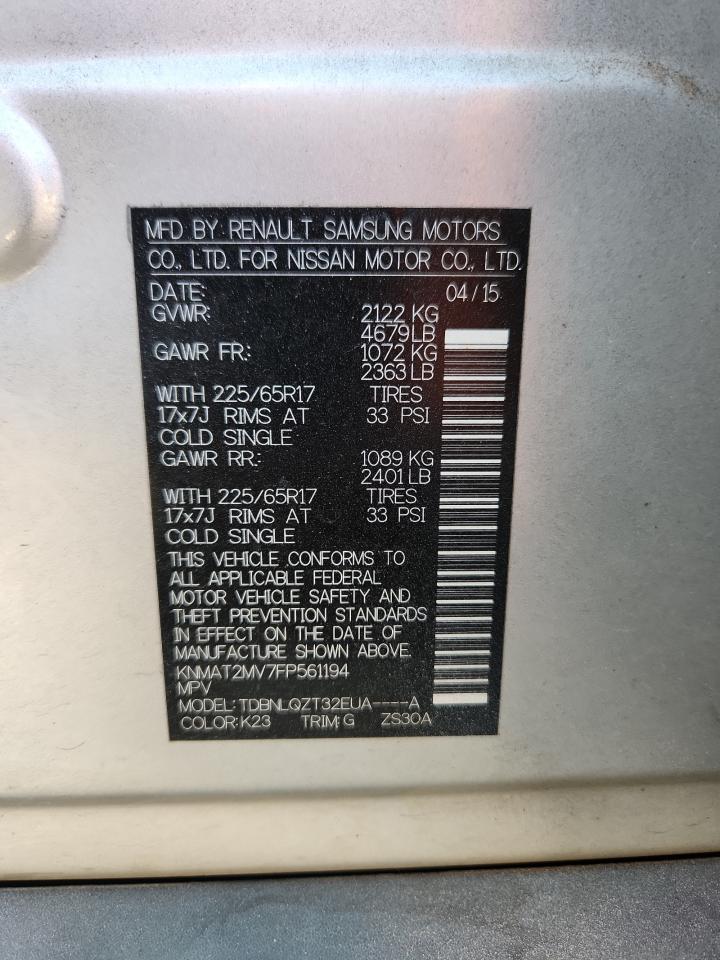 MFD BY RENAULT SAMSUNG MOTORS
CO., LTD. FOR NISSAN MOTOR CO., LTD.
DATE: 04/15
GVWR: 2122 KG
4679LB
GAWR FR: 1072 KG
2363LB
WITH 225/65R17 TIRES
17x7J RIMS AT 33 PSI
COLD SINGLE
GAWR RR: 1089 KG
2401LB
WITH 225/65R17 TIRES
17x7J RIMS AT 33 PSI
COLD SINGLE
THIS VEHICLE CONFORMS TO
ALL APPLICABLE FEDERAL
MOTOR VEHICLE SAFETY AND
THEFT PREVENTION STANDARDS
IN EFFECT ON THE DATE OF
MANUFACTURE SHOWN ABOVE.
KNMAT2MV7FP561194
MPV
MODEL: TDBNLQZT32EUA----A
COLOR:K23 TRIM:G ZS30A